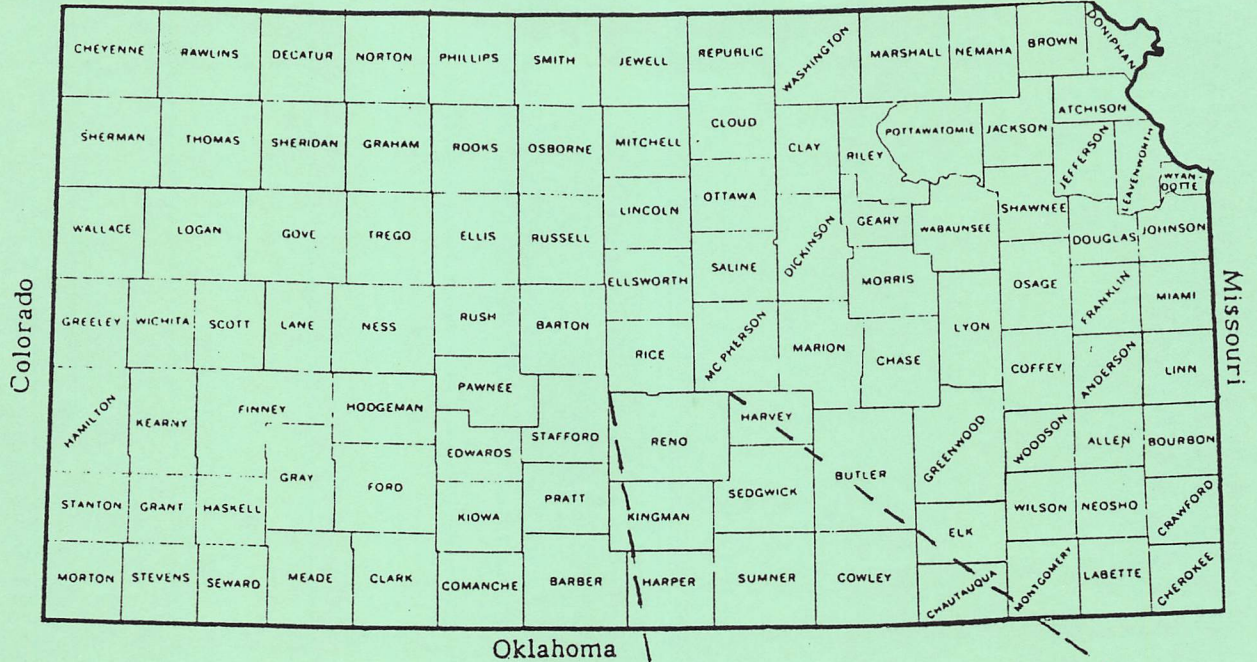 CHEYENNE RAWLINS DECATUR NORTON PHILLIPS SMITH JEWELL REPUBLIC WASHINGTON MARSHALL NEMAHA BROWN DONIPHAN
SHERMAN THOMAS SHERIDAN GRAHAM ROOKS OSBORNE MITCHELL CLOUD CLAY RILEY POTTAWATOMIE JACKSON ATCHISON
JEFFERSON LEAVENWORTH WYAN-
DOTTE
WALLACE LOGAN GOVE TREGO ELLIS RUSSELL LINCOLN OTTAWA DICKINSON GEARY WABAUNSEE SHAWNEE DOUGLAS JOHNSON
ELLSWORTH SALINE MORRIS OSAGE FRANKLIN MIAMI
GREELEY WICHITA SCOTT LANE NESS RUSH BARTON RICE MC PHERSON MARION CHASE LYON COFFEY ANDERSON LINN
Colorado
Missouri
HAMILTON KEARNY FINNEY HODGEMAN PAWNEE STAFFORD RENO HARVEY BUTLER GREENWOOD WOODSON ALLEN BOURBON
GRAY FORD EDWARDS
STANTON GRANT HASKELL KIOWA PRATT KINGMAN SEDGWICK ELK WILSON NEOSHO CRAWFORD
MORTON STEVENS SEWARD MEADE CLARK COMANCHE BARBER HARPER SUMNER COWLEY CHAUTAUQUA MONTGOMERY LABETTE CHEROKEE
Oklahoma